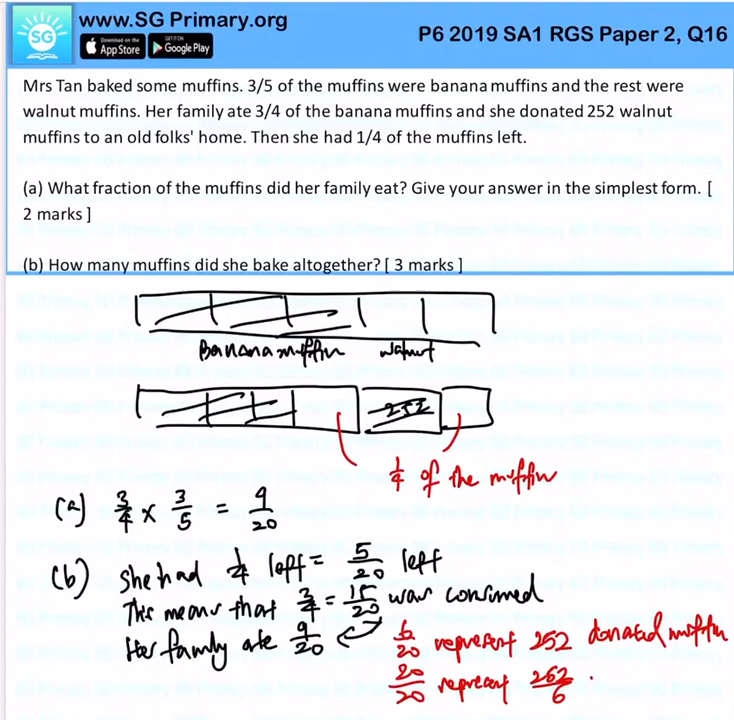 SG
www.SG Primary.org
Download on the App Store
GET IT ON Google Play
P6 2019 SA1 RGS Paper 2, Q16
Mrs Tan baked some muffins. 3/5 of the muffins were banana muffins and the rest were
walnut muffins. Her family ate 3/4 of the banana muffins and she donated 252 walnut
muffins to an old folks' home. Then she had 1/4 of the muffins left.
(a) What fraction of the muffins did her family eat? Give your answer in the simplest form. [
2 marks ]
(b) How many muffins did she bake altogether? [ 3 marks ]
Banana muffin walnut
252
1/4 of the muffin
(a) 3/4 x 3/5 = 9/20
(b) She had 1/4 left = 5/20 left
This means that 3/4 = 15/20 was consumed
Her family ate 9/20
6/20 represent 252 donated muffin
20/20 represent 252/6 .